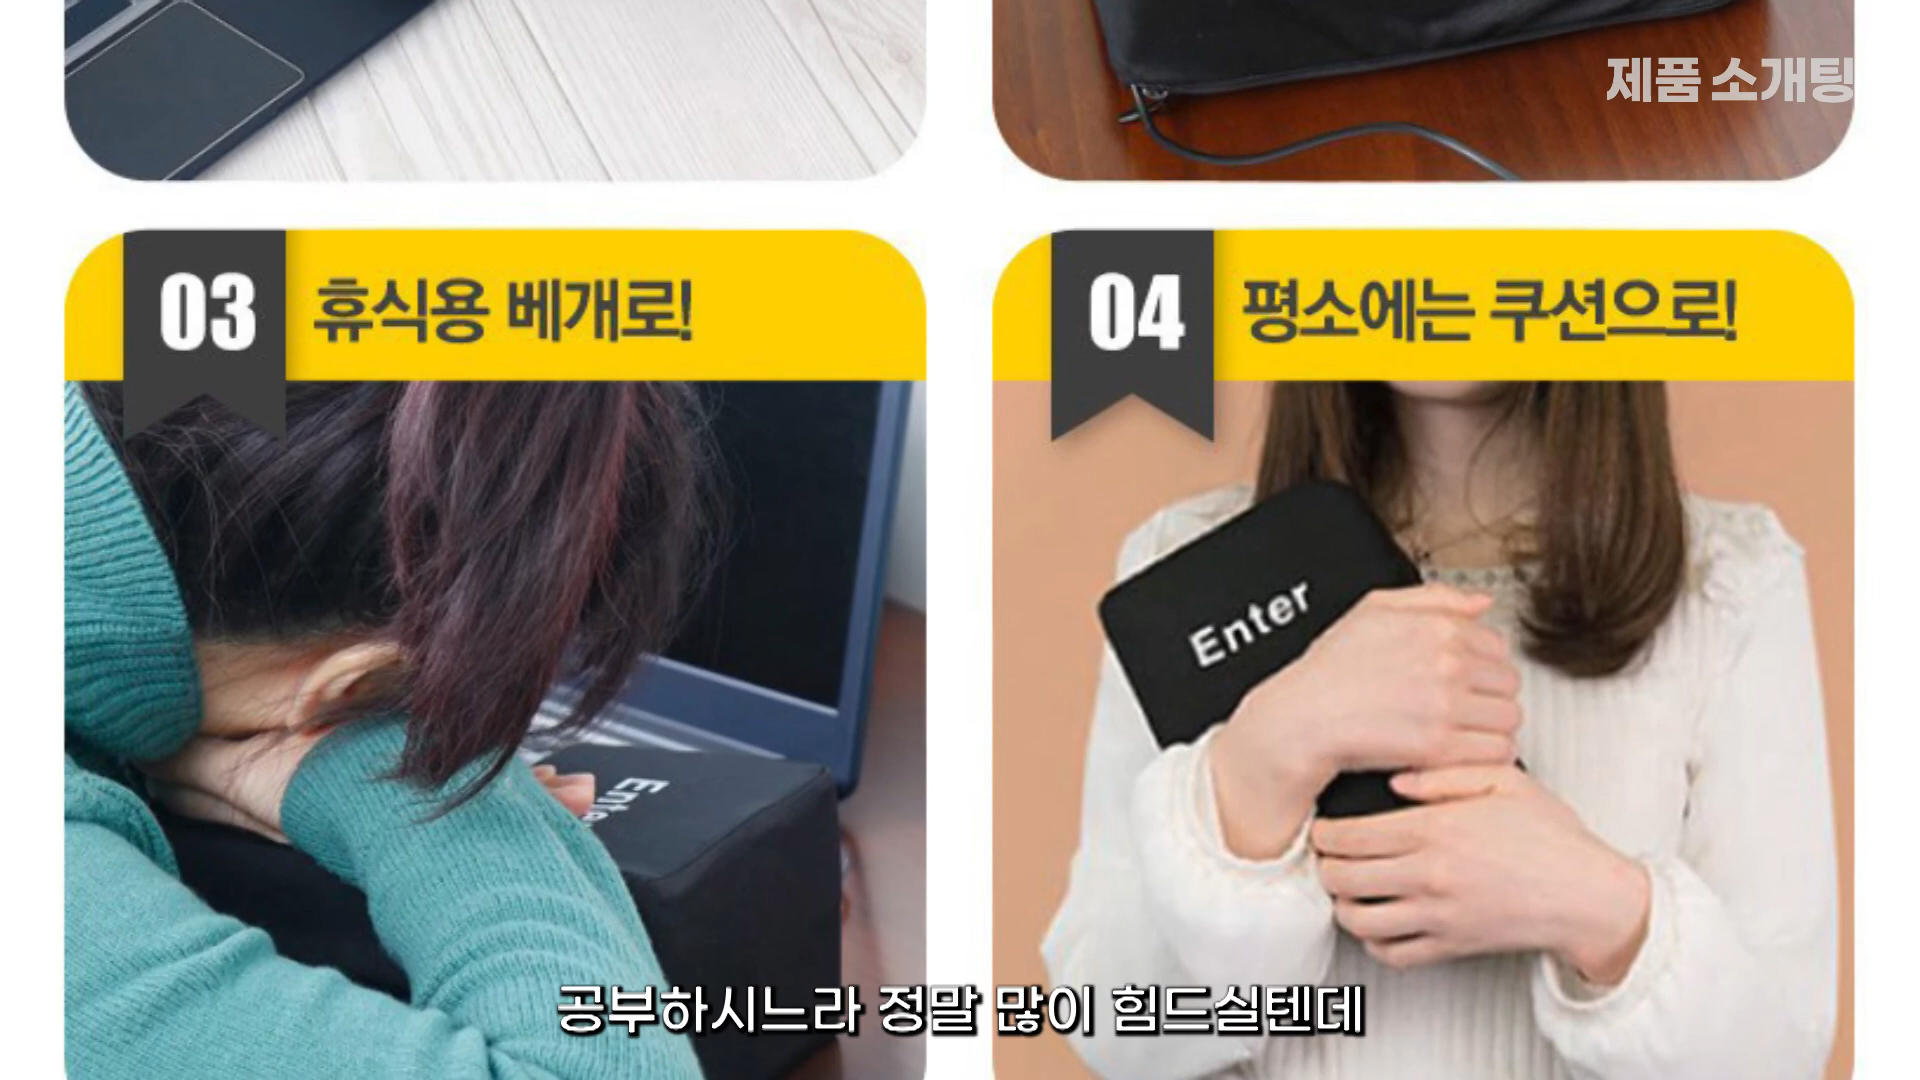 제품 소개팅
03 휴식용 베개로!
04 평소에는 쿠션으로!
Enter
Enter
공부하시느라 정말 많이 힘드실텐데